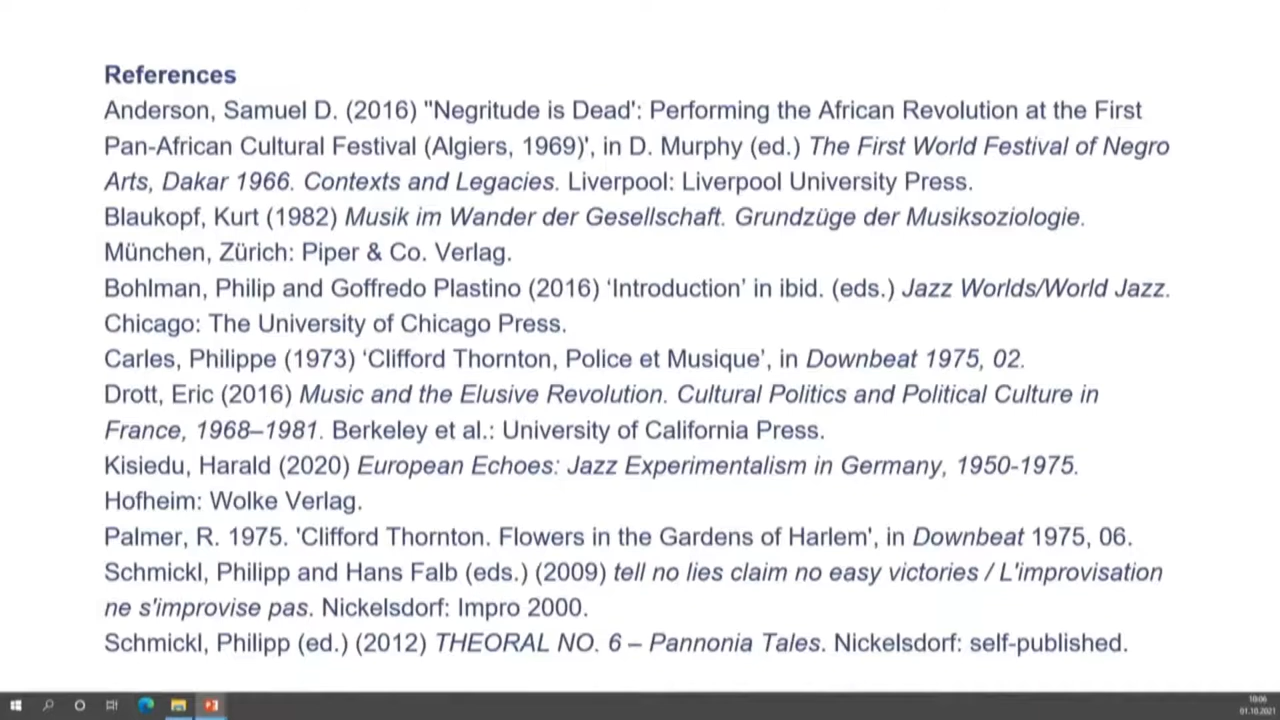 References
Anderson, Samuel D. (2016) "Negritude is Dead': Performing the African Revolution at the First
Pan-African Cultural Festival (Algiers, 1969)', in D. Murphy (ed.) The First World Festival of Negro
Arts, Dakar 1966. Contexts and Legacies. Liverpool: Liverpool University Press.
Blaukopf, Kurt (1982) Musik im Wander der Gesellschaft. Grundzüge der Musiksoziologie.
München, Zürich: Piper & Co. Verlag.
Bohlman, Philip and Goffredo Plastino (2016) ‘Introduction’ in ibid. (eds.) Jazz Worlds/World Jazz.
Chicago: The University of Chicago Press.
Carles, Philippe (1973) ‘Clifford Thornton, Police et Musique’, in Downbeat 1975, 02.
Drott, Eric (2016) Music and the Elusive Revolution. Cultural Politics and Political Culture in
France, 1968–1981. Berkeley et al.: University of California Press.
Kisiedu, Harald (2020) European Echoes: Jazz Experimentalism in Germany, 1950-1975.
Hofheim: Wolke Verlag.
Palmer, R. 1975. 'Clifford Thornton. Flowers in the Gardens of Harlem', in Downbeat 1975, 06.
Schmickl, Philipp and Hans Falb (eds.) (2009) tell no lies claim no easy victories / L'improvisation
ne s'improvise pas. Nickelsdorf: Impro 2000.
Schmickl, Philipp (ed.) (2012) THEORAL NO. 6 – Pannonia Tales. Nickelsdorf: self-published.
01.10.2021